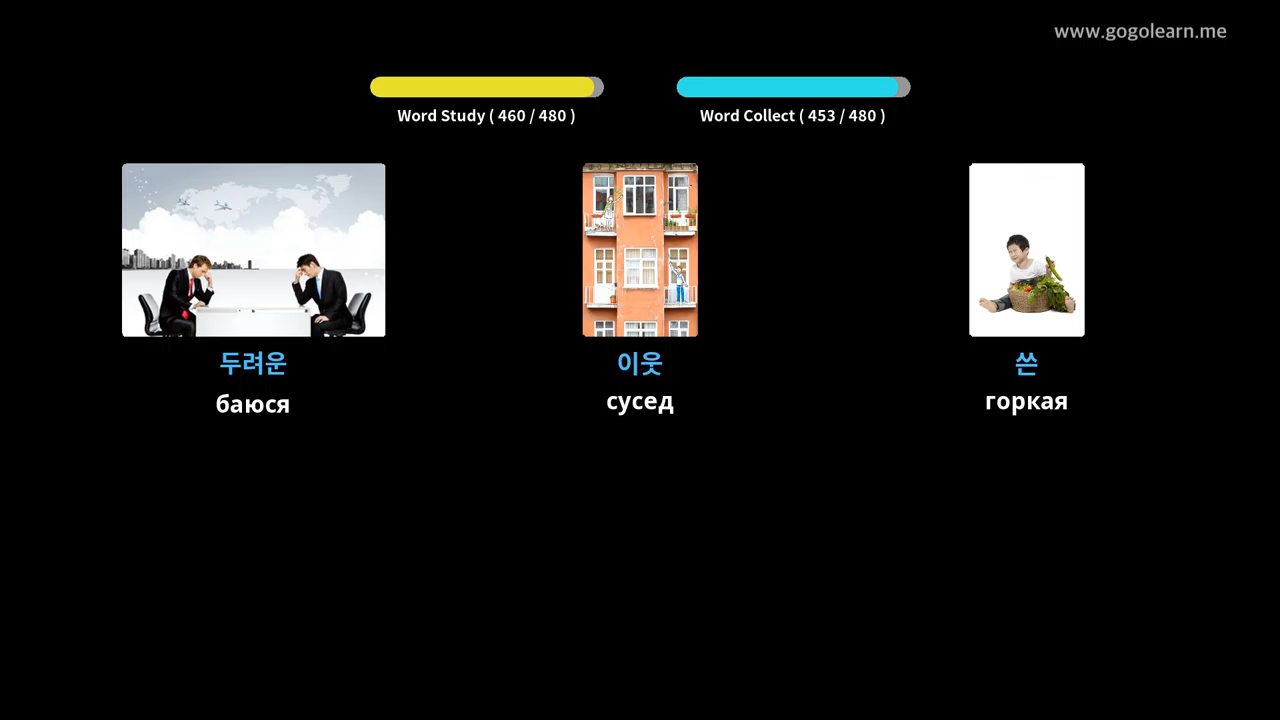 www.gogolearn.me
Word Study ( 460 / 480 )
Word Collect ( 453 / 480 )
두려운
이웃
쓴
баюся
сусед
горкая